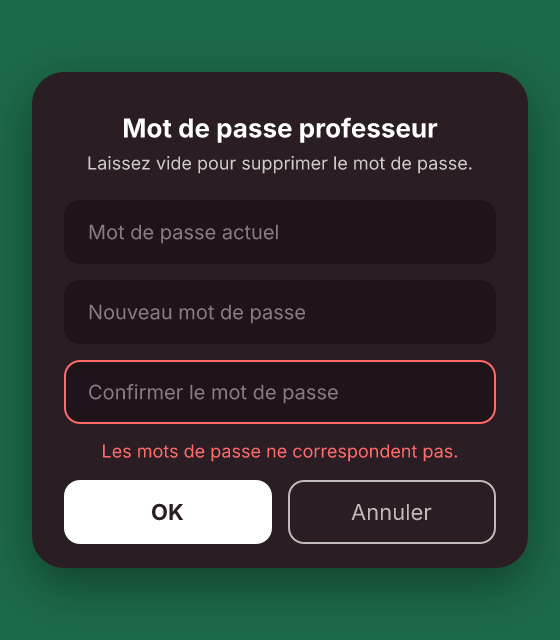 Mot de passe professeur
Laissez vide pour supprimer le mot de passe.
Mot de passe actuel
Nouveau mot de passe
Confirmer le mot de passe
Les mots de passe ne correspondent pas.
OK
Annuler